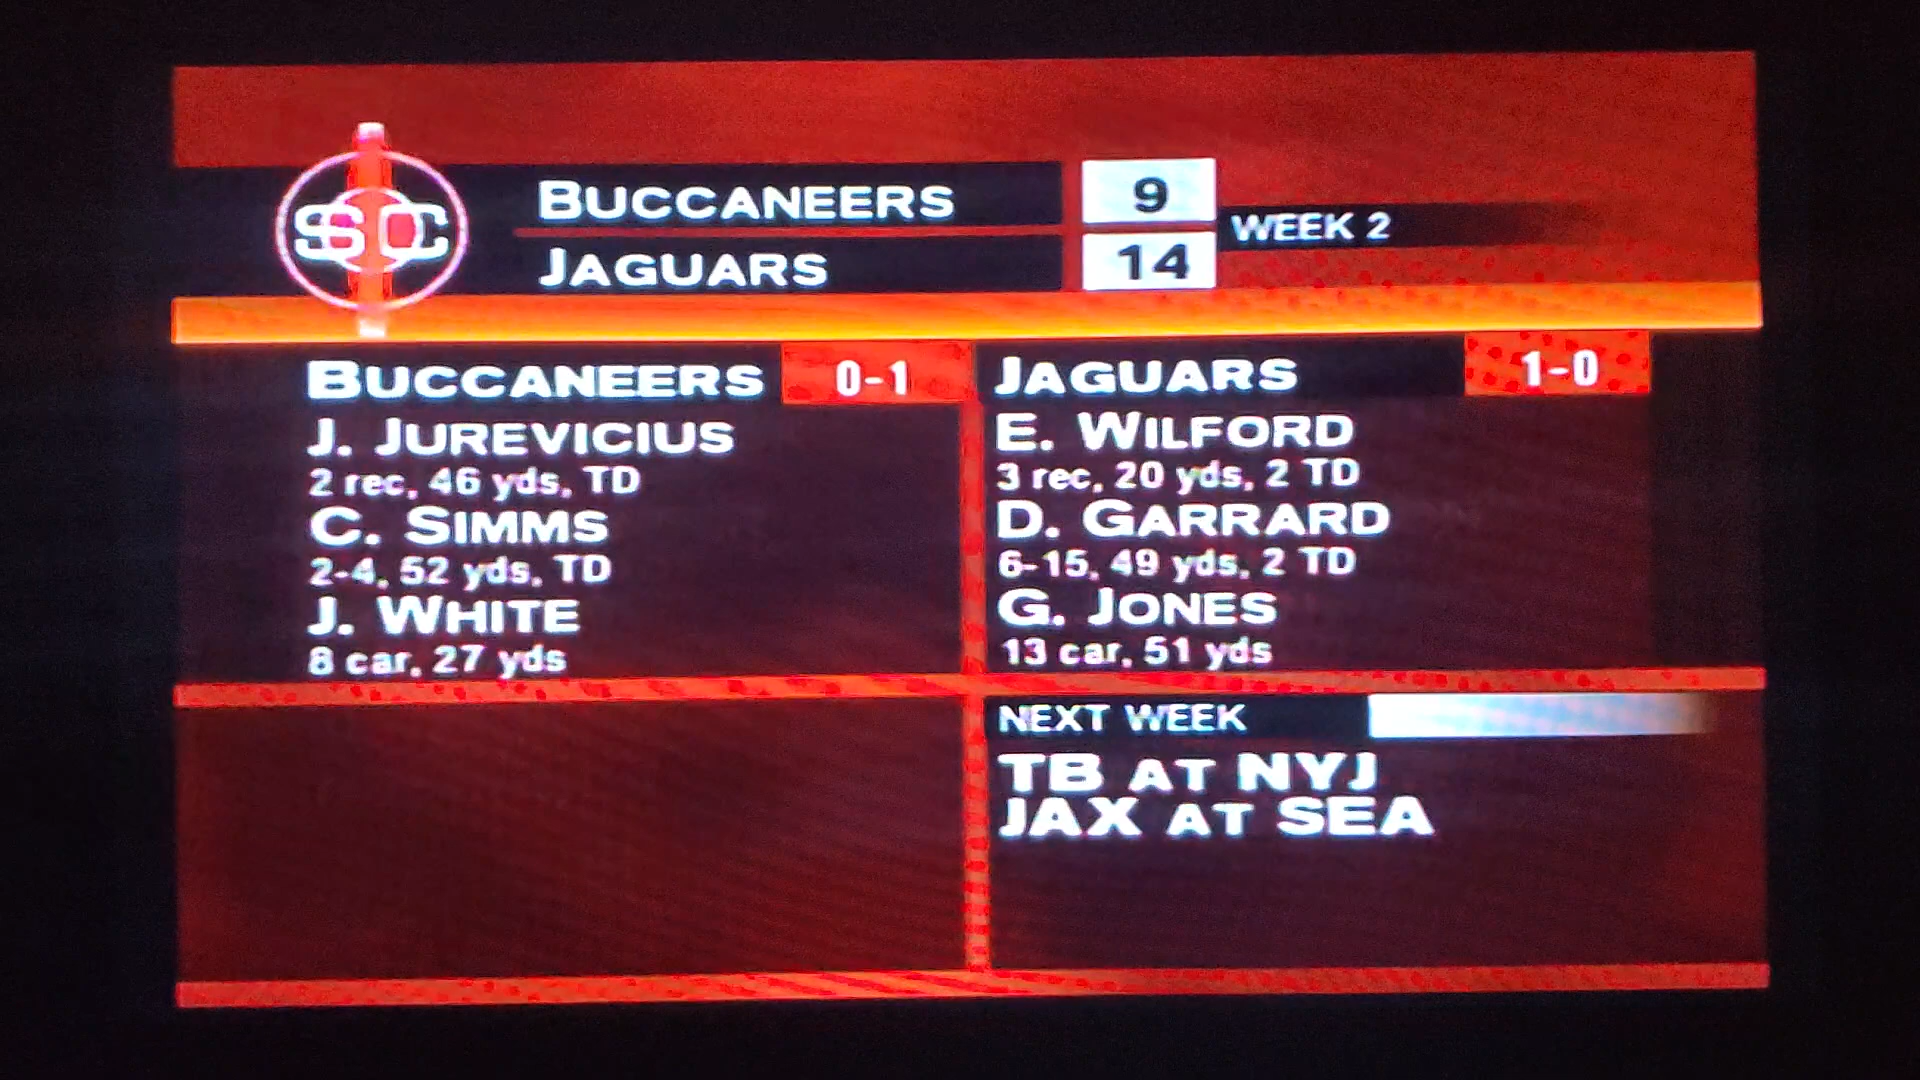 SC
BUCCANEERS 9
JAGUARS 14
WEEK 2
BUCCANEERS 0-1
J. JUREVICIUS
2 rec, 46 yds, TD
C. SIMMS
2-4, 52 yds, TD
J. WHITE
8 car, 27 yds
JAGUARS 1-0
E. WILFORD
3 rec, 20 yds, 2 TD
D. GARRARD
6-15, 49 yds, 2 TD
G. JONES
13 car, 51 yds
NEXT WEEK
TB AT NYJ
JAX AT SEA